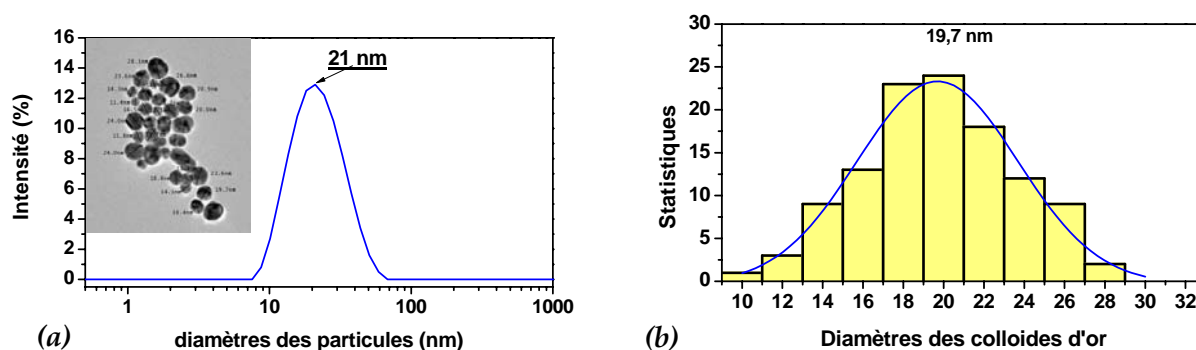 16
14
12
10
8
6
4
2
0
Intensité (%)
21 nm
1 10 100 1000
diamètres des particules (nm)
(a)
30
25
20
15
10
5
0
Statistiques
19,7 nm
10 12 14 16 18 20 22 24 26 28 30 32
Diamètres des colloides d'or
(b)